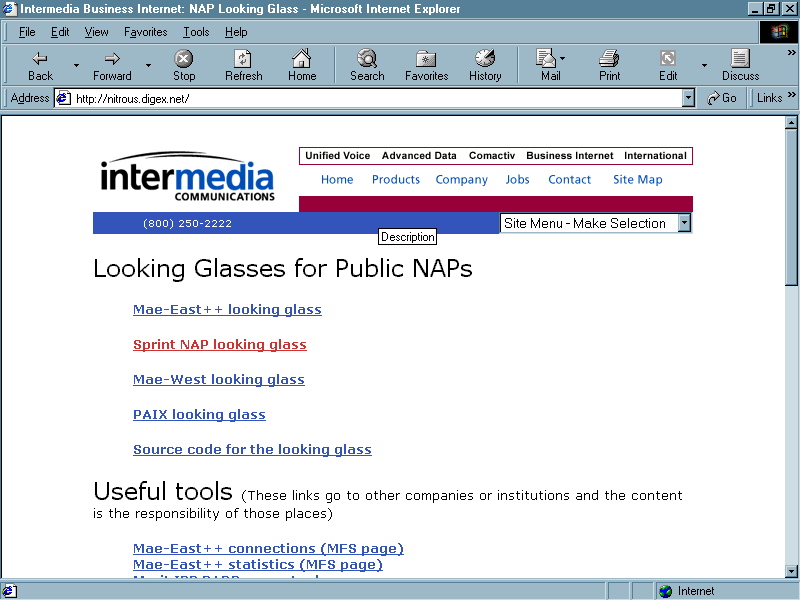 Intermedia Business Internet: NAP Looking Glass - Microsoft Internet Explorer
File Edit View Favorites Tools Help
Back Forward Stop Refresh Home Search Favorites History Mail Print Edit Discuss
Address http://nitrous.digex.net/ Go Links
Unified Voice Advanced Data Comactiv Business Internet International
intermedia
COMMUNICATIONS
Home Products Company Jobs Contact Site Map
(800) 250-2222
Site Menu - Make Selection
Description
Looking Glasses for Public NAPs
Mae-East++ looking glass
Sprint NAP looking glass
Mae-West looking glass
PAIX looking glass
Source code for the looking glass
Useful tools (These links go to other companies or institutions and the content
is the responsibility of those places)
Mae-East++ connections (MFS page)
Mae-East++ statistics (MFS page)
Internet